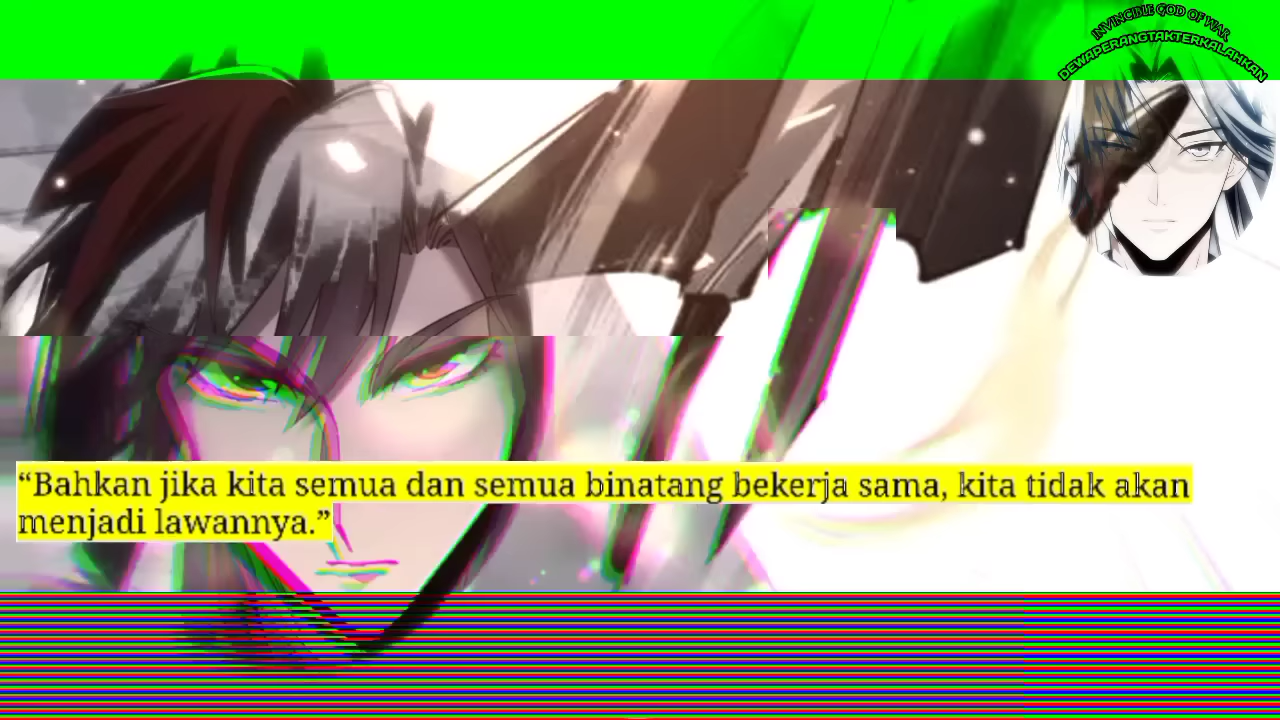 INVINCIBLE GOD OF WAR
DEWAPERANGTAKTERKALAHKAN
“Bahkan jika kita semua dan semua binatang bekerja sama, kita tidak akan
menjadi lawannya.”